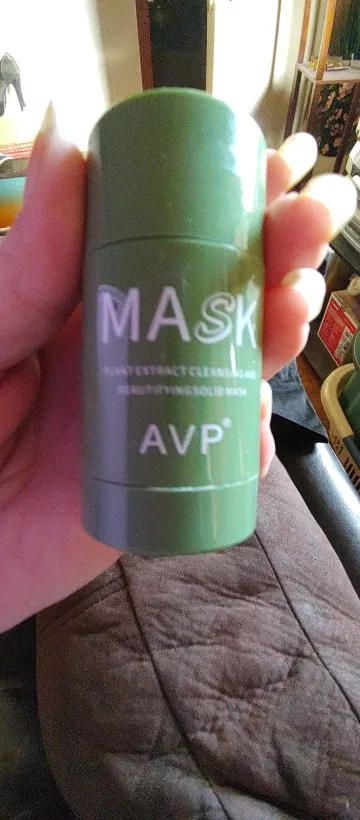 MASK
PLANT EXTRACT CLEANSING AND
BEAUTIFYINGSOLID MASK
AVP®